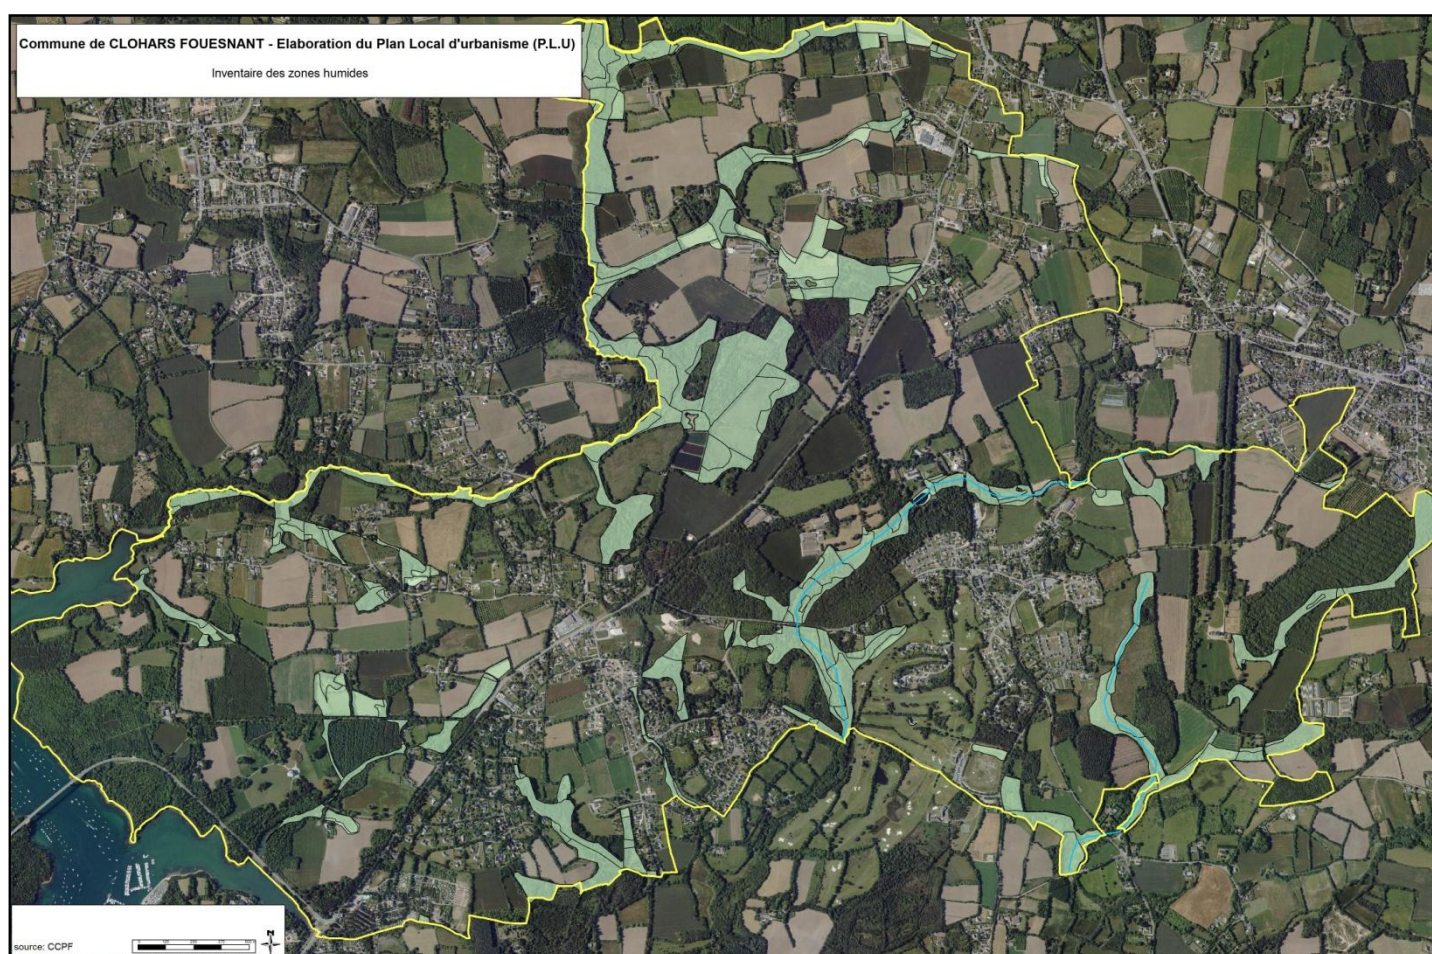 Commune de CLOHARS FOUESNANT - Elaboration du Plan Local d'urbanisme (P.L.U)
Inventaire des zones humides
source: CCPF
N